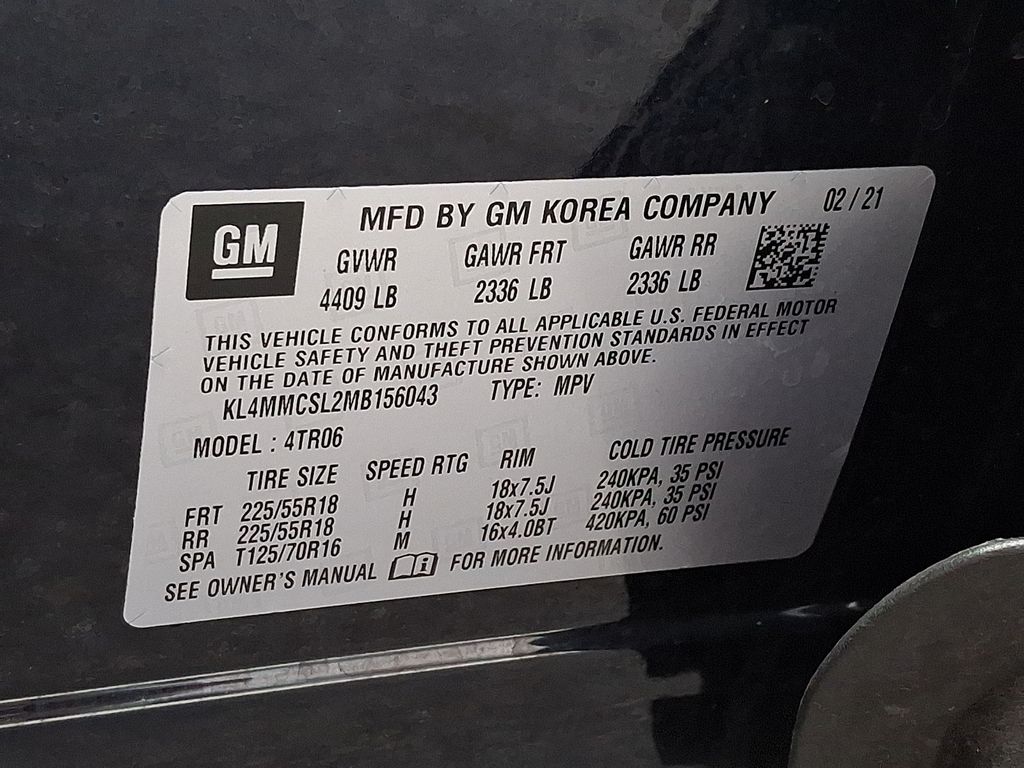 GM
MFD BY GM KOREA COMPANY 02/21
GVWR GAWR FRT GAWR RR
4409 LB 2336 LB 2336 LB
THIS VEHICLE CONFORMS TO ALL APPLICABLE U.S. FEDERAL MOTOR
VEHICLE SAFETY AND THEFT PREVENTION STANDARDS IN EFFECT
ON THE DATE OF MANUFACTURE SHOWN ABOVE.
KL4MMCSL2MB156043 TYPE: MPV
MODEL : 4TR06
TIRE SIZE SPEED RTG RIM COLD TIRE PRESSURE
FRT 225/55R18 H 18x7.5J 240KPA, 35 PSI
RR 225/55R18 H 18x7.5J 240KPA, 35 PSI
SPA T125/70R16 M 16x4.0BT 420KPA, 60 PSI
SEE OWNER'S MANUAL i FOR MORE INFORMATION.